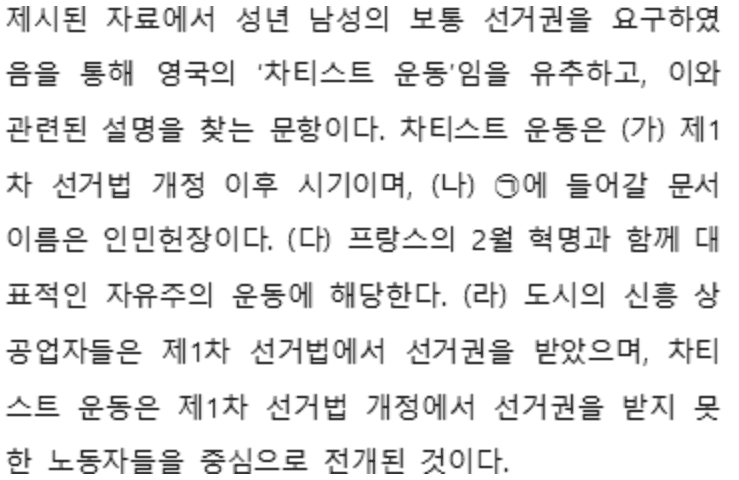 제시된 자료에서 성년 남성의 보통 선거권을 요구하였
음을 통해 영국의 '차티스트 운동'임을 유추하고, 이와
관련된 설명을 찾는 문항이다. 차티스트 운동은 (가) 제1
차 선거법 개정 이후 시기이며, (나) ㉠에 들어갈 문서
이름은 인민헌장이다. (다) 프랑스의 2월 혁명과 함께 대
표적인 자유주의 운동에 해당한다. (라) 도시의 신흥 상
공업자들은 제1차 선거법에서 선거권을 받았으며, 차티
스트 운동은 제1차 선거법 개정에서 선거권을 받지 못
한 노동자들을 중심으로 전개된 것이다.